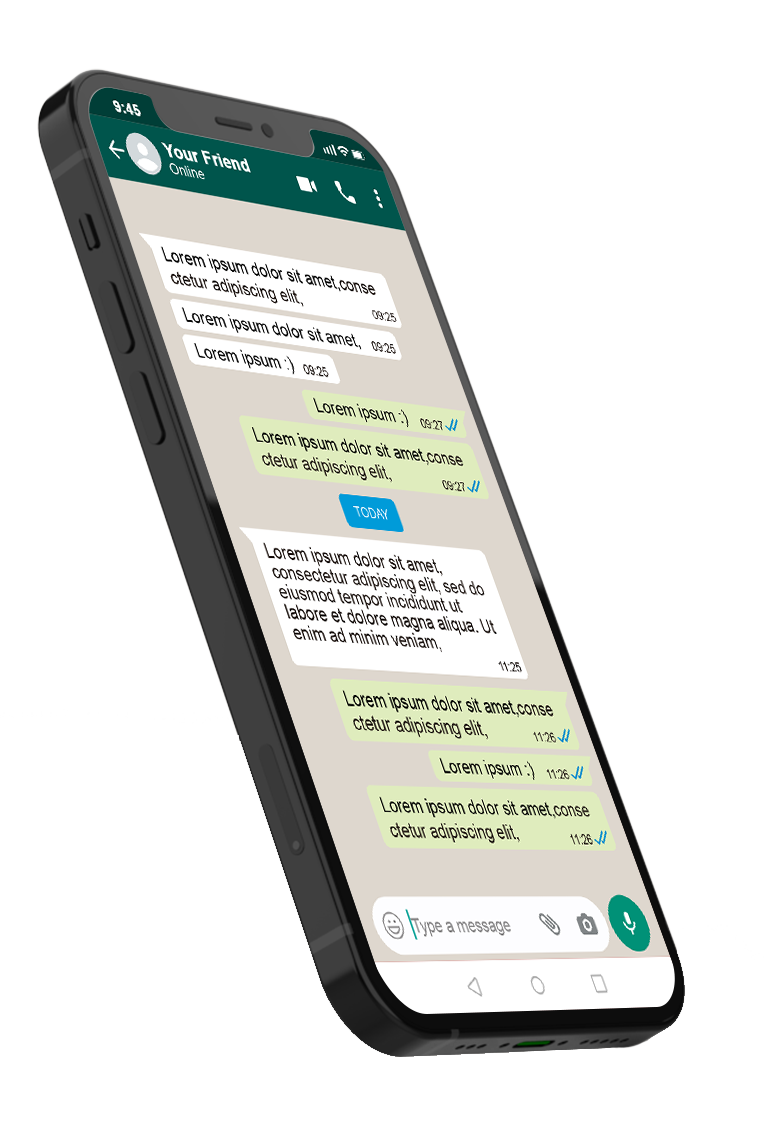 9:45
Your Friend
Online
Lorem ipsum dolor sit amet,conse
ctetur adipiscing elit,
09:25
Lorem ipsum dolor sit amet, 09:25
Lorem ipsum :) 09:25
Lorem ipsum :) 09:27
Lorem ipsum dolor sit amet,conse
ctetur adipiscing elit,
09:27
TODAY
Lorem ipsum dolor sit amet,
consectetur adipiscing elit, sed do
eiusmod tempor incididunt ut
labore et dolore magna aliqua. Ut
enim ad minim veniam,
11:25
Lorem ipsum dolor sit amet,conse
ctetur adipiscing elit,
11:26
Lorem ipsum :) 11:26
Lorem ipsum dolor sit amet,conse
ctetur adipiscing elit,
11:26
Type a message